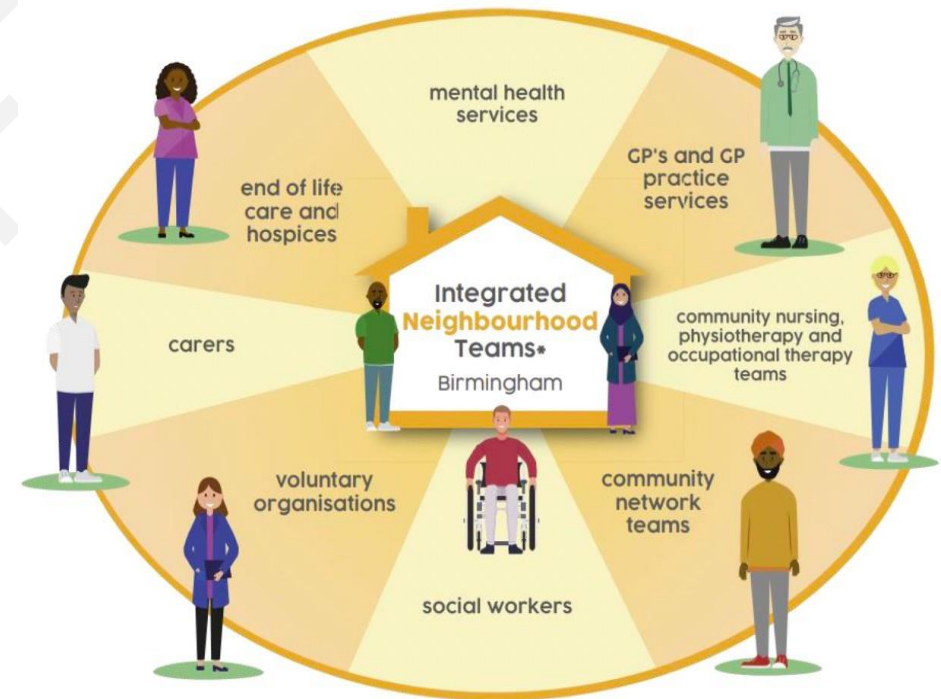 mental health
services
GP's and GP
practice
services
community nursing,
physiotherapy and
occupational therapy
teams
community
network
teams
social workers
voluntary
organisations
carers
end of life
care and
hospices
Integrated
Neighbourhood
Teams*
Birmingham